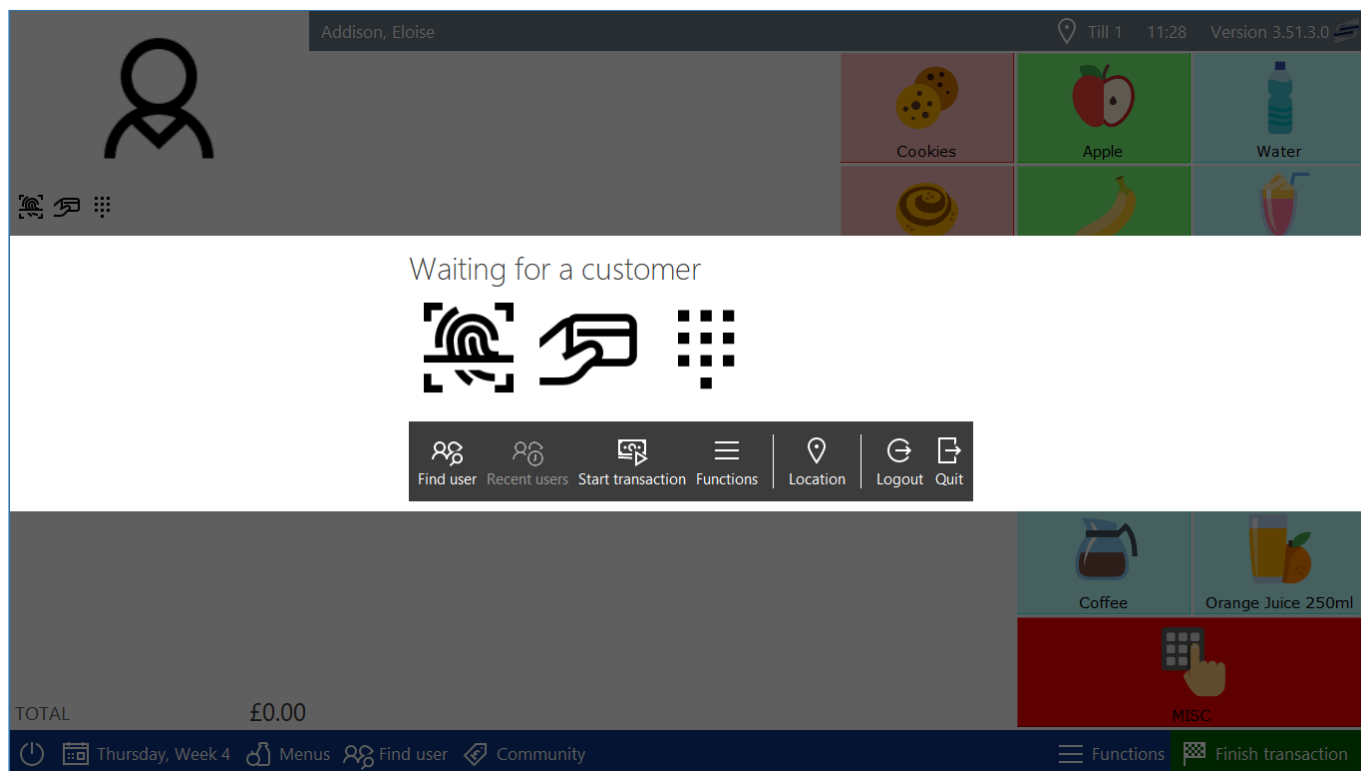 Addison, Eloise
Till 1 11:28 Version 3.51.3.0
Cookies
Apple
Water
Waiting for a customer
Find user Recent users Start transaction Functions Location Logout Quit
Coffee
Orange Juice 250ml
MISC
TOTAL £0.00
Thursday, Week 4 Menus Find user Community Functions Finish transaction